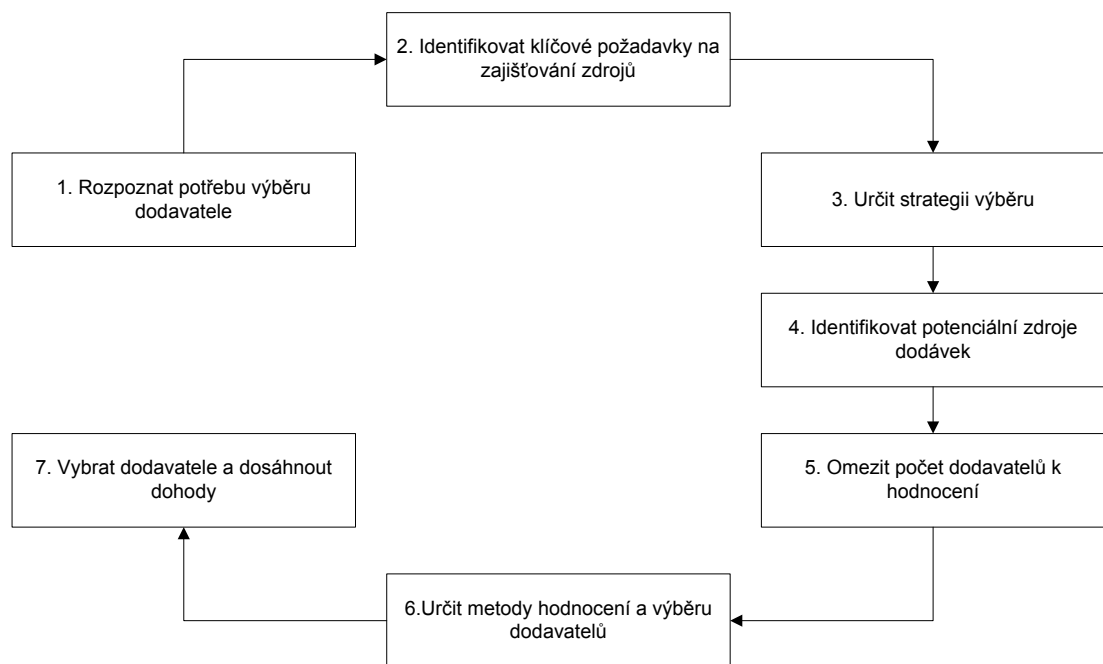 2. Identifikovat klíčové požadavky na
zajišťování zdrojů
1. Rozpoznat potřebu výběru
dodavatele
3. Určit strategii výběru
4. Identifikovat potenciální zdroje
dodávek
5. Omezit počet dodavatelů k
hodnocení
7. Vybrat dodavatele a dosáhnout
dohody
6.Určit metody hodnocení a výběru
dodavatelů